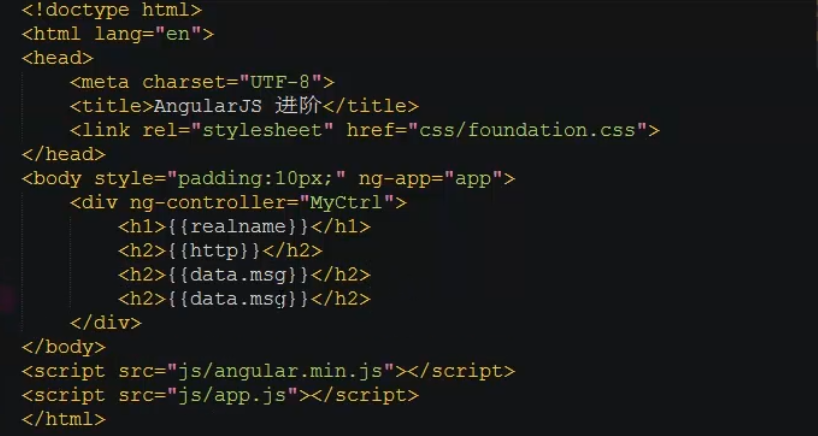 <!doctype html>
<html lang="en">
<head>
    <meta charset="UTF-8">
    <title>AngularJS 进阶</title>
    <link rel="stylesheet" href="css/foundation.css">
</head>
<body style="padding:10px;" ng-app="app">
    <div ng-controller="MyCtrl">
        <h1>{{realname}}</h1>
        <h2>{{http}}</h2>
        <h2>{{data.msg}}</h2>
        <h2>{{data.msg}}</h2>
    </div>
</body>
<script src="js/angular.min.js"></script>
<script src="js/app.js"></script>
</html>